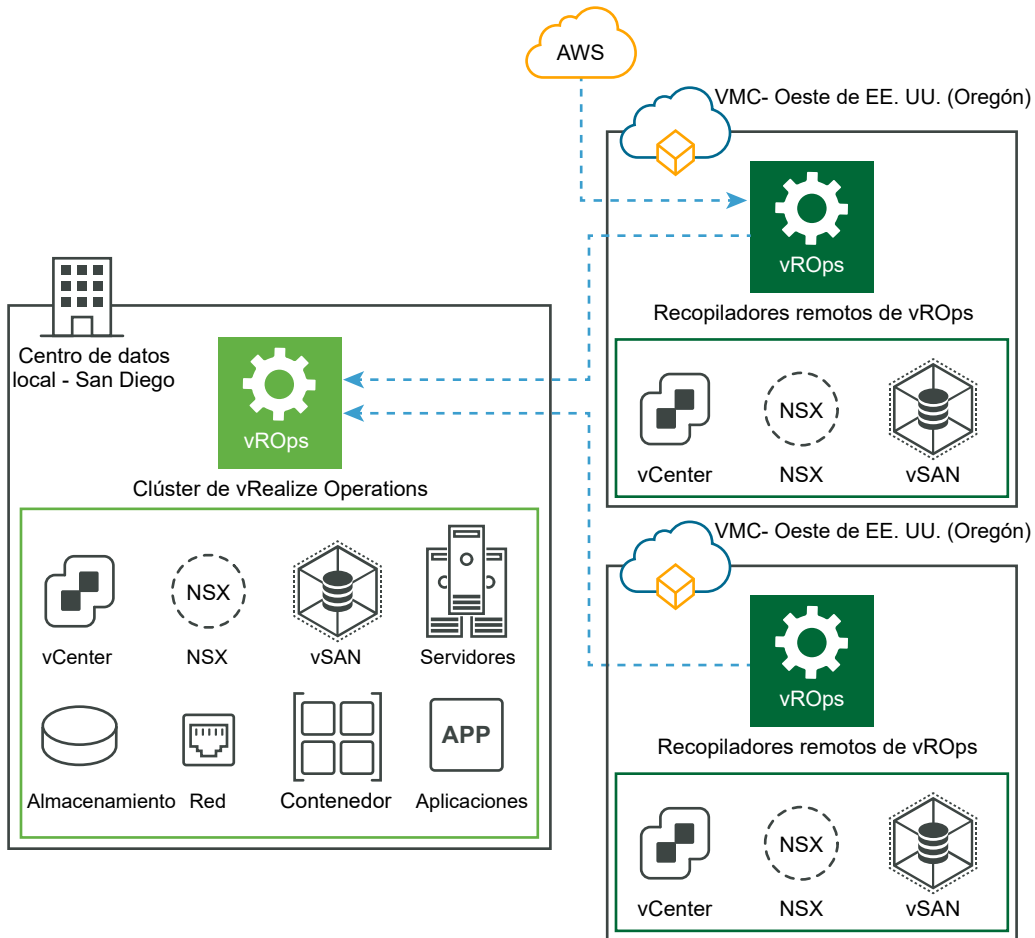 AWS
VMC- Oeste de EE. UU. (Oregón)
vROps
Recopiladores remotos de vROps
NSX
vCenter
NSX
vSAN
Centro de datos
local - San Diego
vROps
Clúster de vRealize Operations
NSX
vCenter
NSX
vSAN
Servidores
APP
Almacenamiento
Red
Contenedor
Aplicaciones
VMC- Oeste de EE. UU. (Oregón)
vROps
Recopiladores remotos de vROps
NSX
vCenter
NSX
vSAN